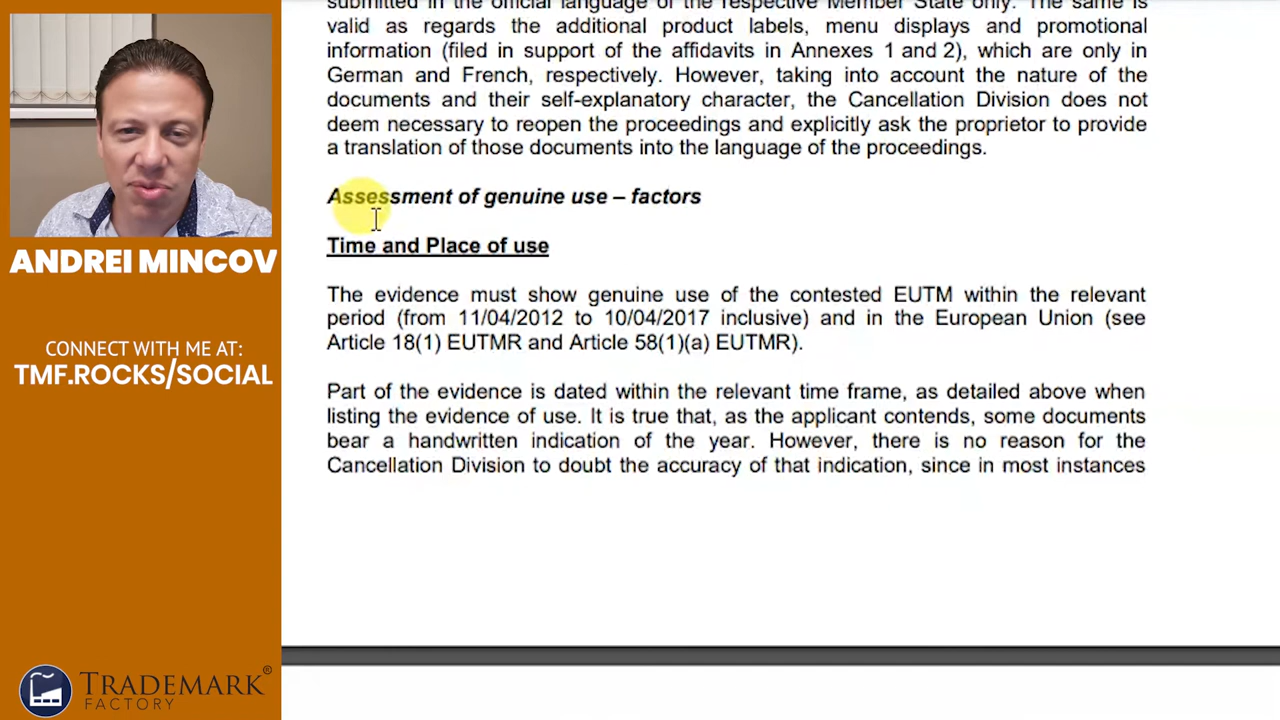 submitted in the official language of the respective Member State only. The same is
valid as regards the additional product labels, menu displays and promotional
information (filed in support of the affidavits in Annexes 1 and 2), which are only in
German and French, respectively. However, taking into account the nature of the
documents and their self-explanatory character, the Cancellation Division does not
deem necessary to reopen the proceedings and explicitly ask the proprietor to provide
a translation of those documents into the language of the proceedings.
Assessment of genuine use – factors
Time and Place of use
The evidence must show genuine use of the contested EUTM within the relevant
period (from 11/04/2012 to 10/04/2017 inclusive) and in the European Union (see
Article 18(1) EUTMR and Article 58(1)(a) EUTMR).
Part of the evidence is dated within the relevant time frame, as detailed above when
listing the evidence of use. It is true that, as the applicant contends, some documents
bear a handwritten indication of the year. However, there is no reason for the
Cancellation Division to doubt the accuracy of that indication, since in most instances
ANDREI MINCOV
CONNECT WITH ME AT:
TMF.ROCKS/SOCIAL
TRADEMARK®
FACTORY